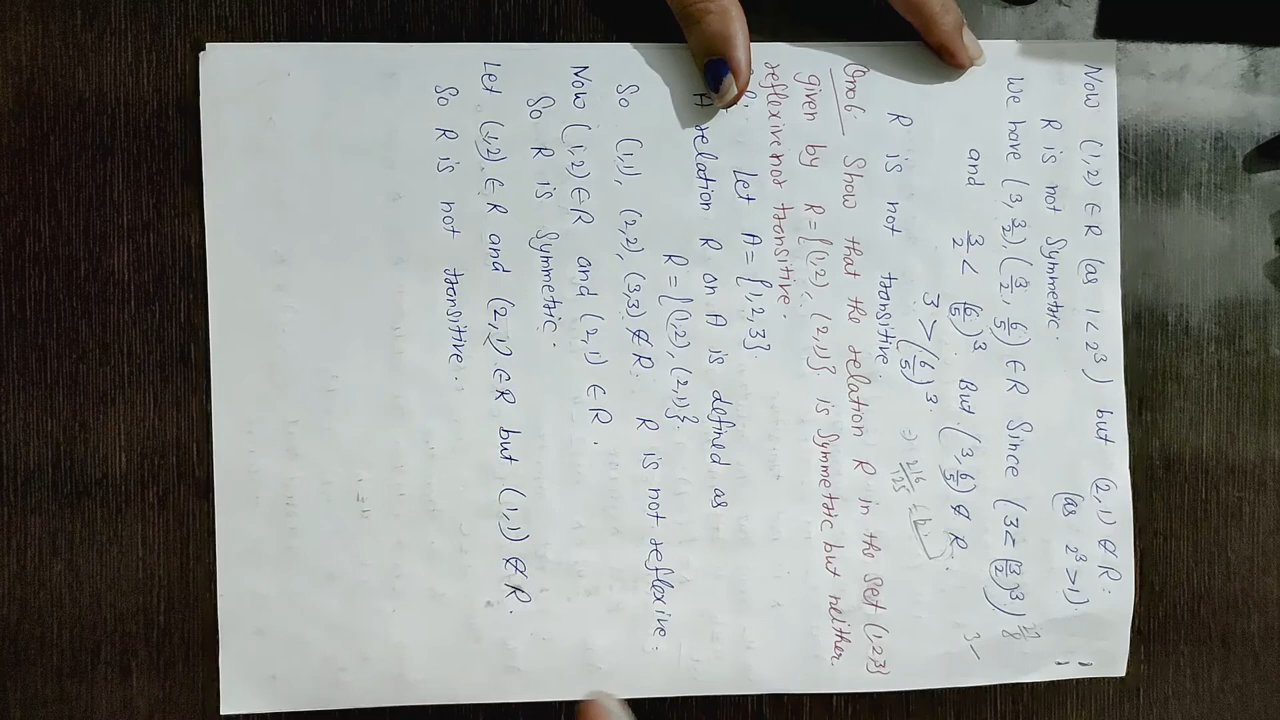 Now (1,2) ∈ R (as 1 < 2³) but (2,1) ∉ R.
(as 2³ > 1).
R is not Symmetric.
We have (3, 3/2), (3/2, 6/5) ∈ R Since (3 < (3/2)³) 27/8
and 3/2 < (6/5)³. But (3, 6/5) ∉ R.
3 > (6/5)³. ⇒ 216/125
R is not transitive.
Show that the relation R in the set {1,2,3}
given by R = {(1,2), (2,1)} is Symmetric but neither
reflexive not transitive.
Let A = {1,2,3}
A relation R on A is defined as
R = {(1,2), (2,1)}.
So (1,1), (2,2), (3,3) ∉ R. R is not reflexive.
Now (1,2) ∈ R and (2,1) ∈ R.
So R is Symmetric.
Let (1,2) ∈ R and (2,1) ∈ R but (1,1) ∉ R.
So R is not transitive.